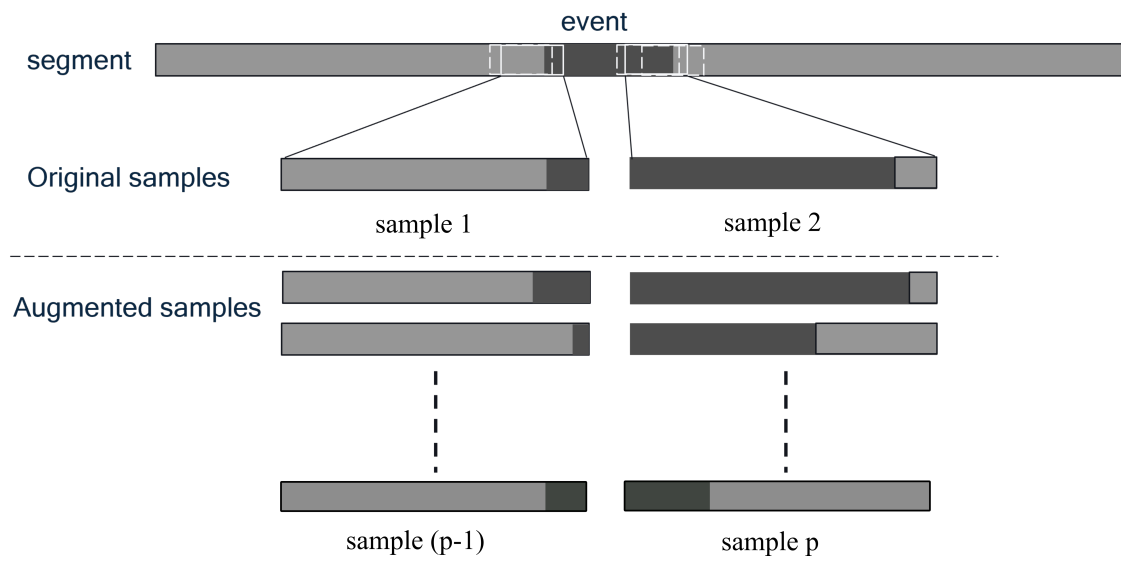 event
segment
Original samples
sample 1
sample 2
Augmented samples
sample (p-1)
sample p